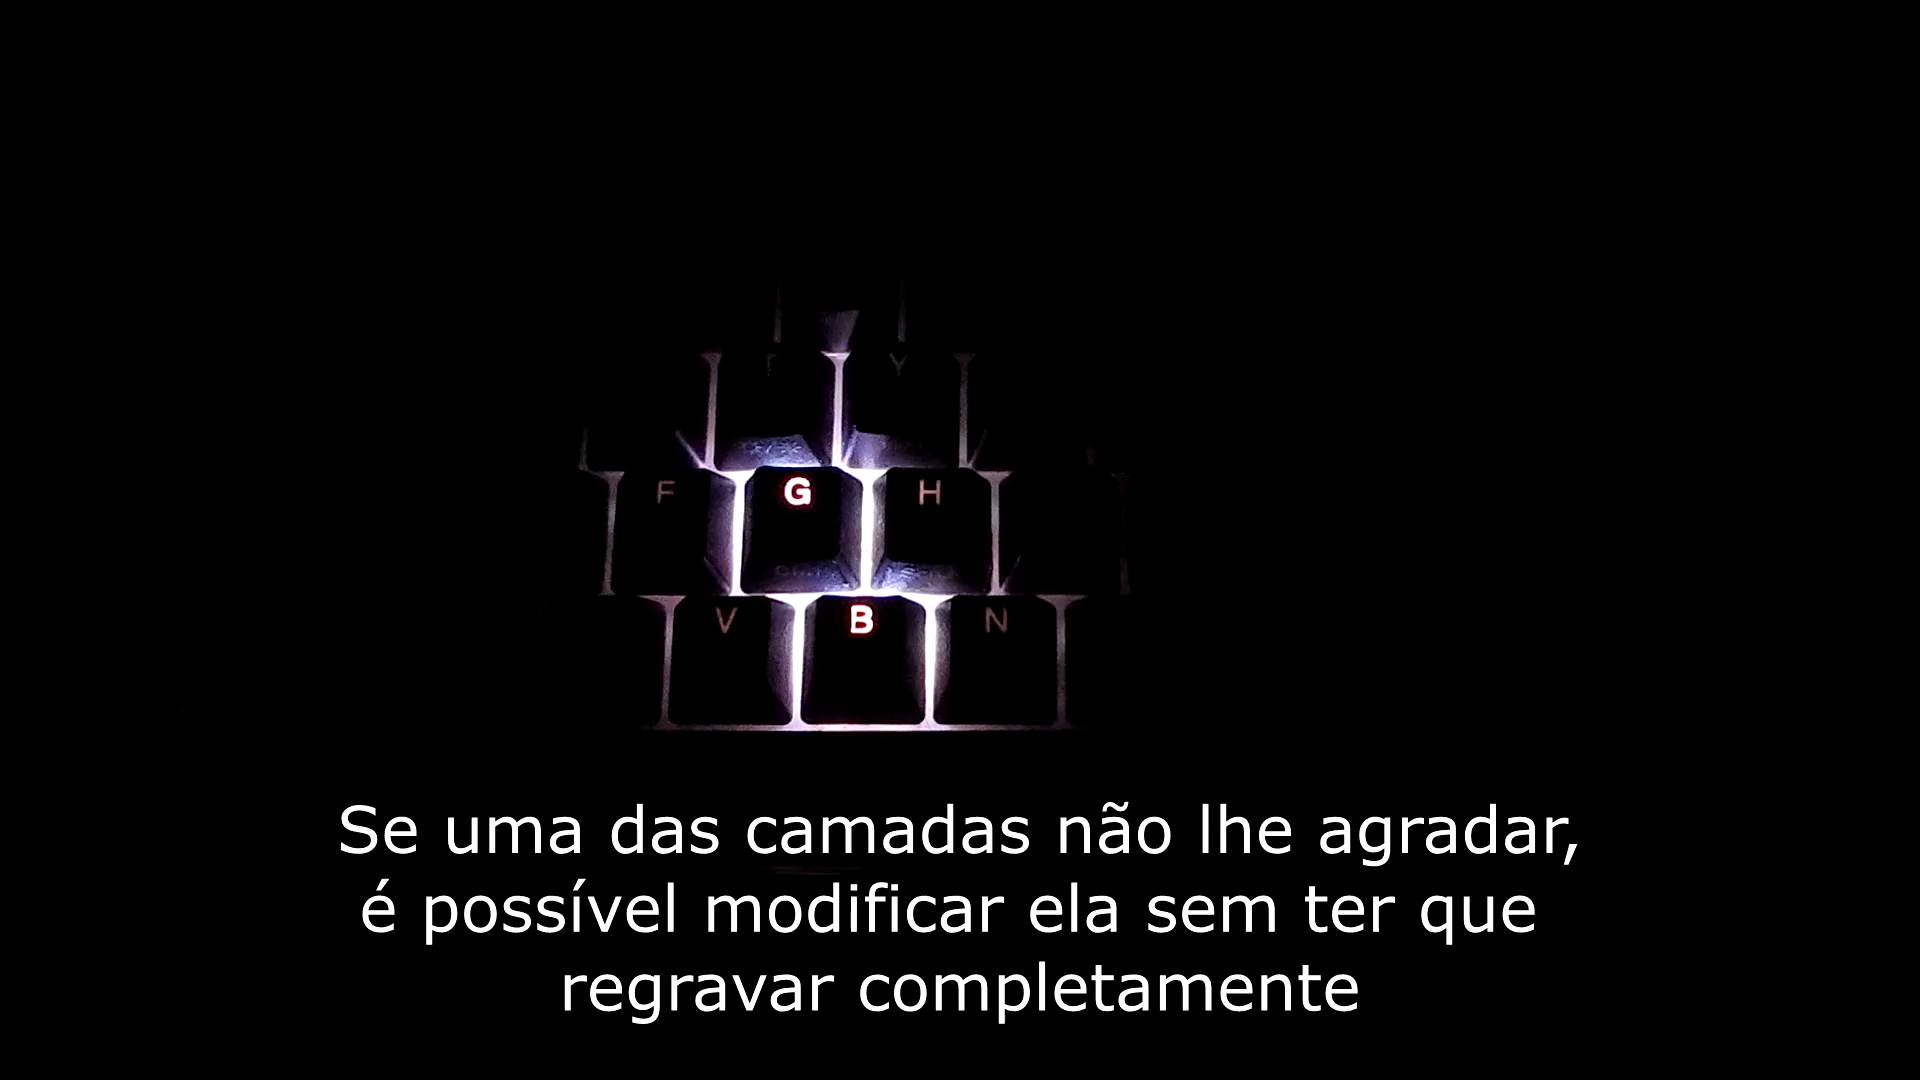 Y
F G H
V B N
Se uma das camadas não lhe agradar,
é possível modificar ela sem ter que
regravar completamente